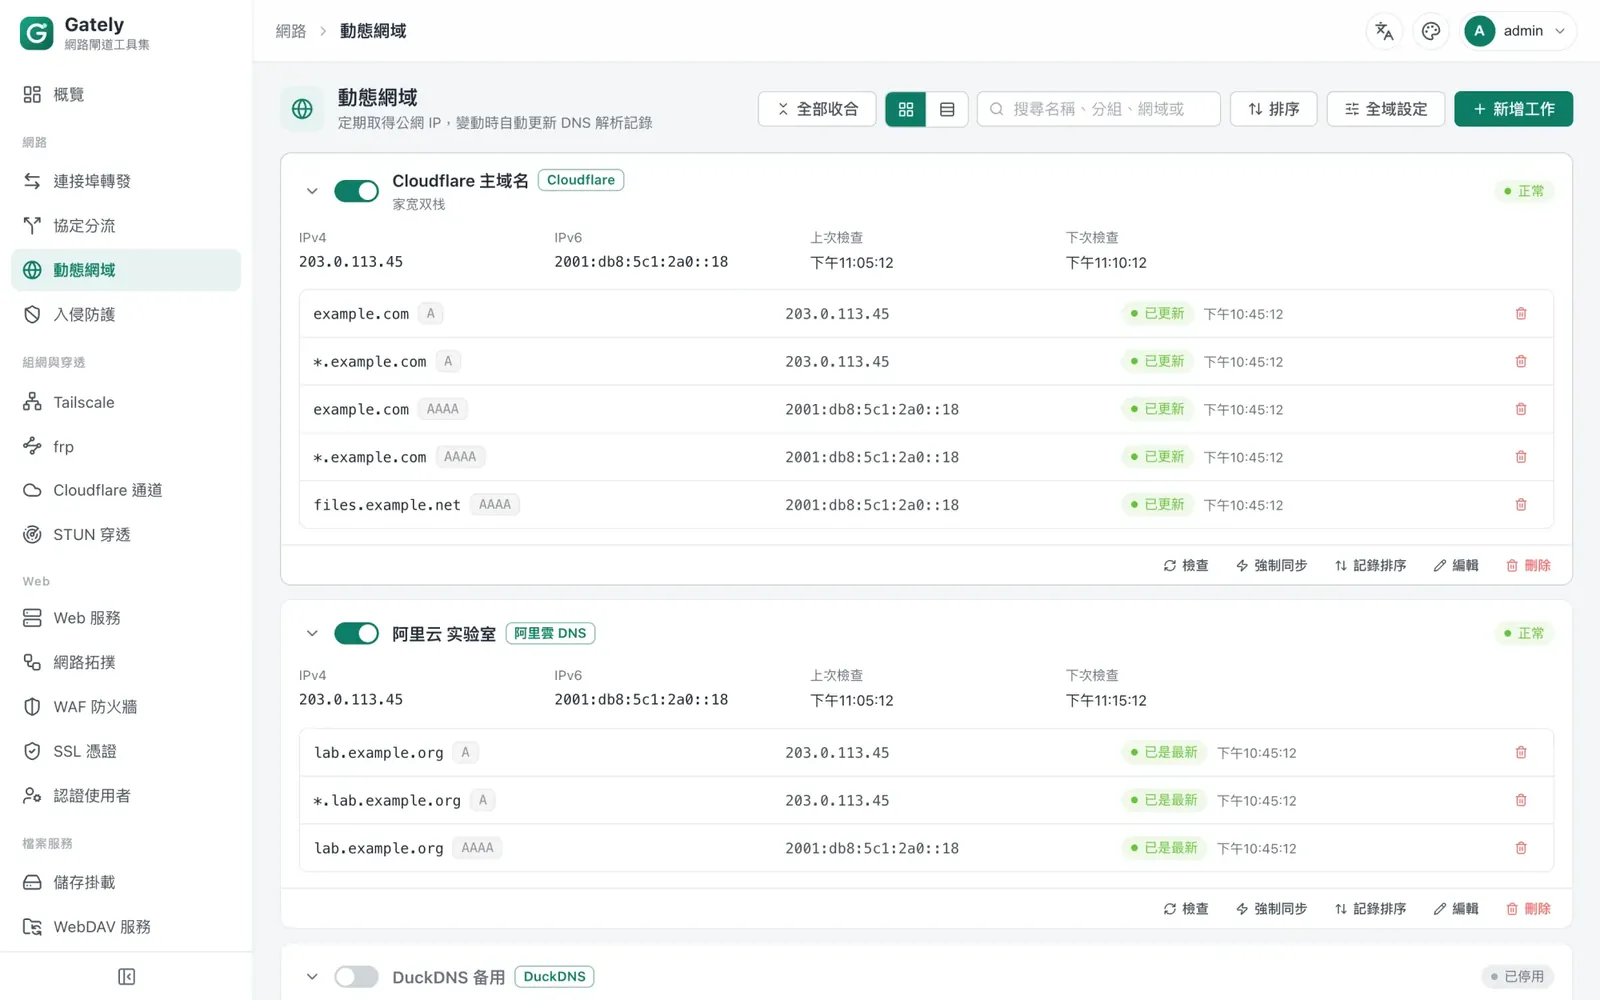 Gately
網路閘道工具集
概覽
網路
連接埠轉發
協定分流
動態網域
入侵防護
組網與穿透
Tailscale
frp
Cloudflare 通道
STUN 穿透
Web
Web 服務
網路拓撲
WAF 防火牆
SSL 憑證
認證使用者
檔案服務
儲存掛載
WebDAV 服務
網路 > 動態網域
A admin
動態網域
定期取得公網 IP，變動時自動更新 DNS 解析記錄
全部收合
搜尋名稱、分組、網域或
排序
全域設定
+ 新增工作
Cloudflare 主域名 Cloudflare
家宽双栈
正常
IPv4 IPv6 上次檢查 下次檢查
203.0.113.45 2001:db8:5c1:2a0::18 下午11:05:12 下午11:10:12
example.com A 203.0.113.45 已更新 下午10:45:12
*.example.com A 203.0.113.45 已更新 下午10:45:12
example.com AAAA 2001:db8:5c1:2a0::18 已更新 下午10:45:12
*.example.com AAAA 2001:db8:5c1:2a0::18 已更新 下午10:45:12
files.example.net AAAA 2001:db8:5c1:2a0::18 已更新 下午10:45:12
檢查 強制同步 記錄排序 編輯 刪除
阿里云 实验室 阿里雲 DNS 正常
IPv4 IPv6 上次檢查 下次檢查
203.0.113.45 2001:db8:5c1:2a0::18 下午11:05:12 下午11:15:12
lab.example.org A 203.0.113.45 已是最新 下午10:45:12
*.lab.example.org A 203.0.113.45 已是最新 下午10:45:12
lab.example.org AAAA 2001:db8:5c1:2a0::18 已是最新 下午10:45:12
檢查 強制同步 記錄排序 編輯 刪除
DuckDNS 备用 DuckDNS 已停用